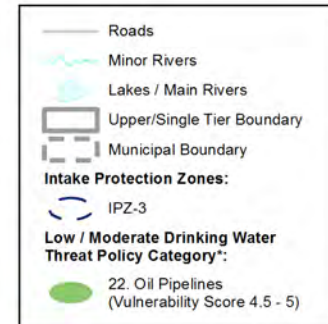 Roads
Minor Rivers
Lakes / Main Rivers
Upper/Single Tier Boundary
Municipal Boundary
Intake Protection Zones:
IPZ-3
Low / Moderate Drinking Water
Threat Policy Category*:
22. Oil Pipelines
(Vulnerability Score 4.5 - 5)